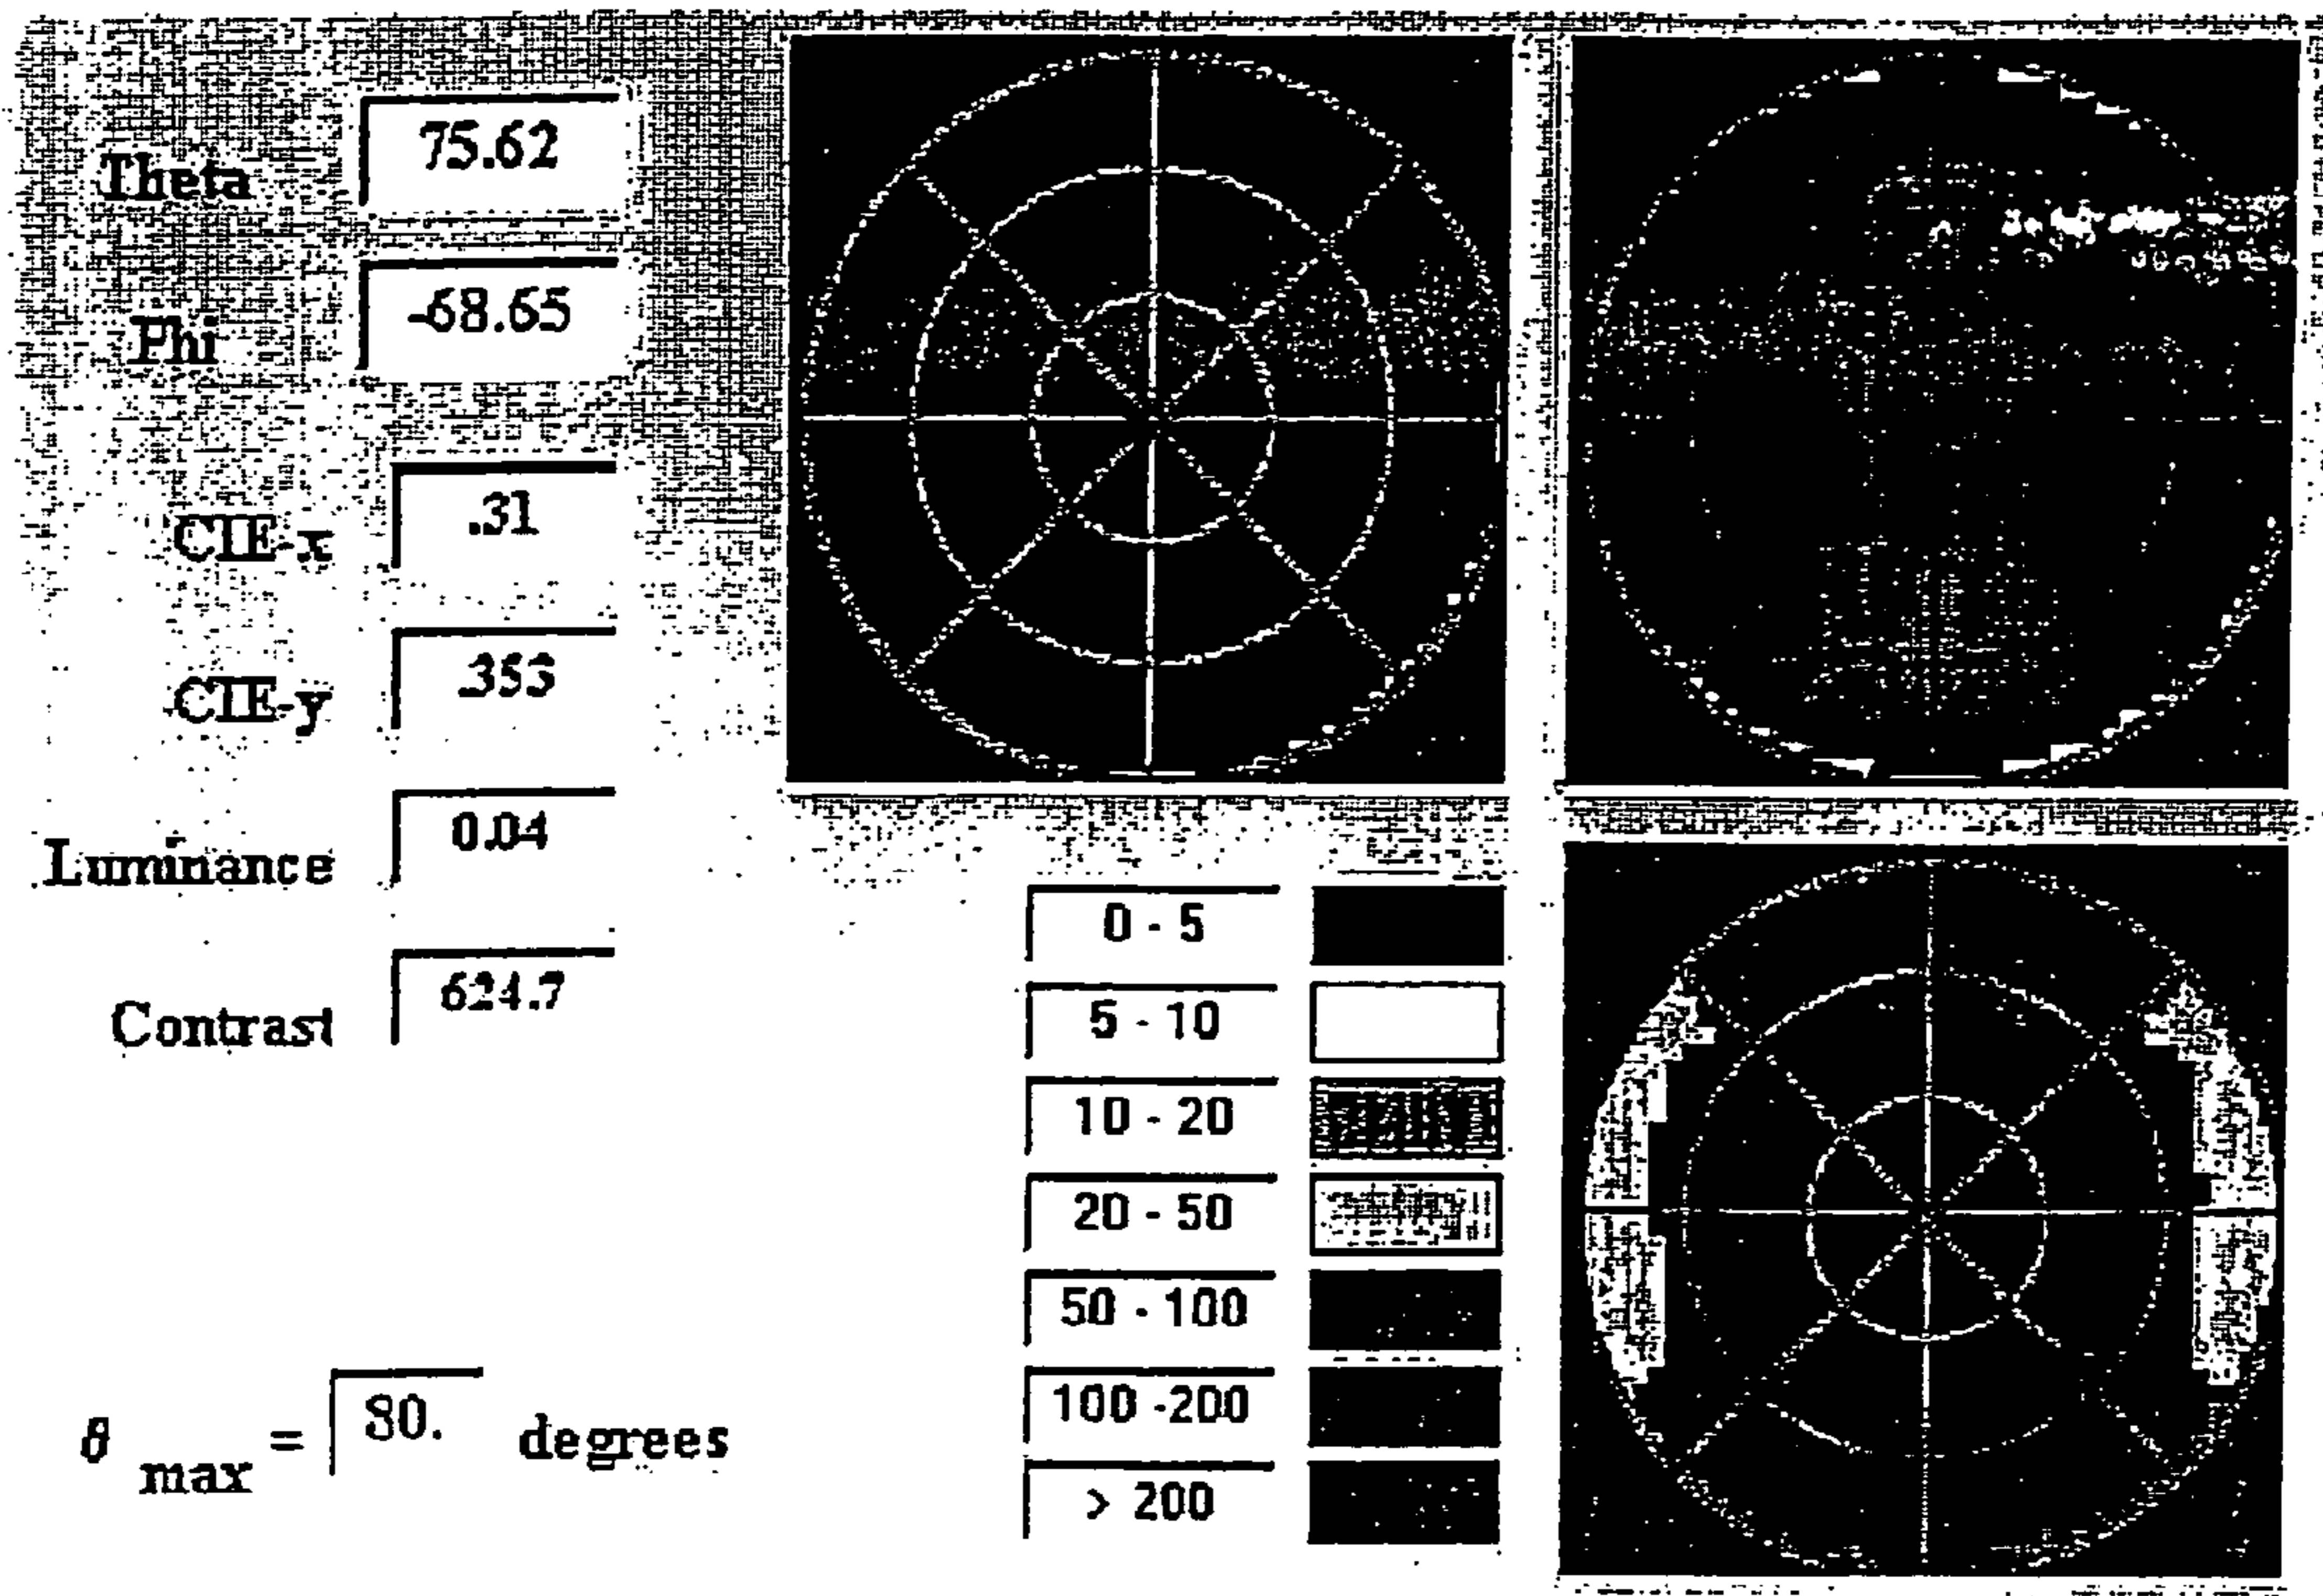 Theta 75.62
Phi -68.65
CIE-x .31
CIE-y .353
Luminance 0.04
Contrast 624.7
θ max = 80. degrees
0 - 5
5 - 10
10 - 20
20 - 50
50 - 100
100 -200
> 200